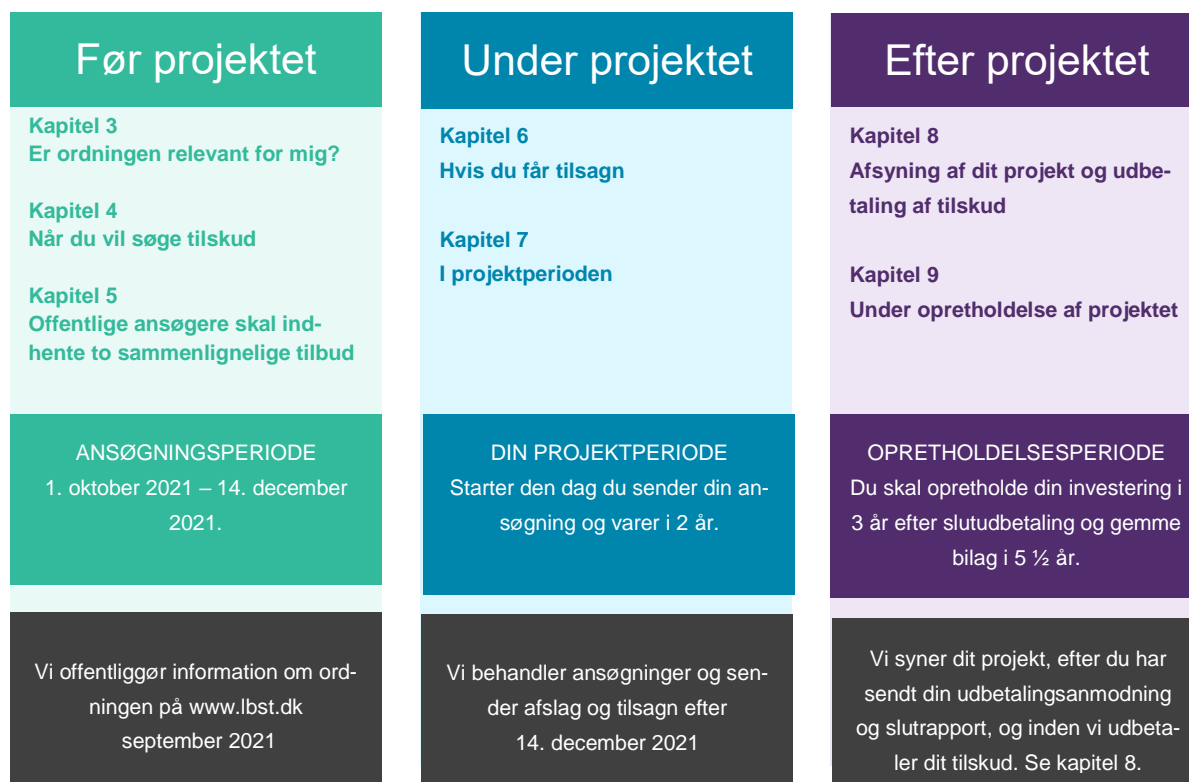 Før projektet
Kapitel 3
Er ordningen relevant for mig?
Kapitel 4
Når du vil søge tilskud
Kapitel 5
Offentlige ansøgere skal ind-
hente to sammenlignelige tilbud
ANSØGNINGSPERIODE
1. oktober 2021 – 14. december
2021.
Vi offentliggør information om ord-
ningen på www.lbst.dk
september 2021
Under projektet
Kapitel 6
Hvis du får tilsagn
Kapitel 7
I projektperioden
DIN PROJEKTPERIODE
Starter den dag du sender din an-
søgning og varer i 2 år.
Vi behandler ansøgninger og sen-
der afslag og tilsagn efter
14. december 2021
Efter projektet
Kapitel 8
Afsyning af dit projekt og udbe-
taling af tilskud
Kapitel 9
Under opretholdelse af projektet
OPRETHOLDELSESPERIODE
Du skal opretholde din investering i
3 år efter slutudbetaling og gemme
bilag i 5 ½ år.
Vi syner dit projekt, efter du har
sendt din udbetalingsanmodning
og slutrapport, og inden vi udbeta-
ler dit tilskud. Se kapitel 8.